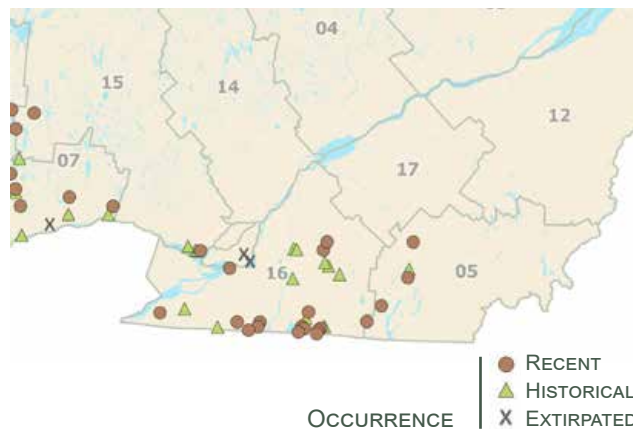 04
15
14
12
07
17
16
05
RECENT
HISTORICAL
OCCURRENCE
EXTIRPATED